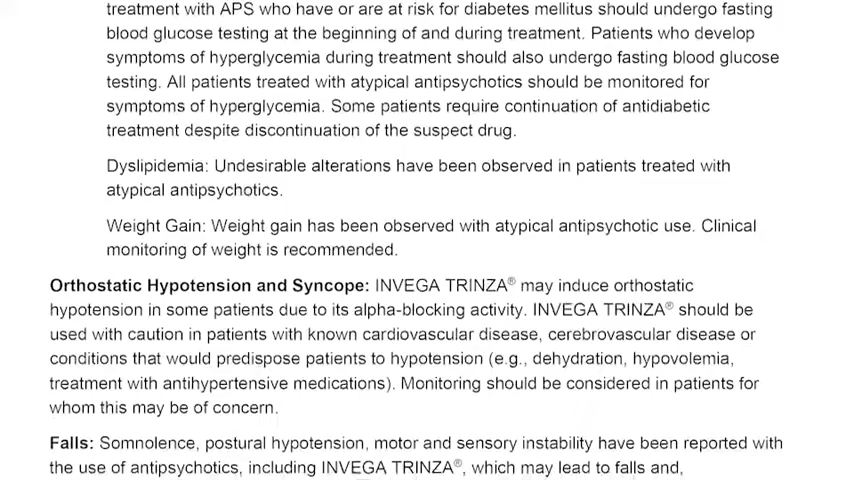 treatment with APS who have or are at risk for diabetes mellitus should undergo fasting
blood glucose testing at the beginning of and during treatment. Patients who develop
symptoms of hyperglycemia during treatment should also undergo fasting blood glucose
testing. All patients treated with atypical antipsychotics should be monitored for
symptoms of hyperglycemia. Some patients require continuation of antidiabetic
treatment despite discontinuation of the suspect drug.
Dyslipidemia: Undesirable alterations have been observed in patients treated with
atypical antipsychotics.
Weight Gain: Weight gain has been observed with atypical antipsychotic use. Clinical
monitoring of weight is recommended.
Orthostatic Hypotension and Syncope: INVEGA TRINZA® may induce orthostatic
hypotension in some patients due to its alpha-blocking activity. INVEGA TRINZA® should be
used with caution in patients with known cardiovascular disease, cerebrovascular disease or
conditions that would predispose patients to hypotension (e.g., dehydration, hypovolemia,
treatment with antihypertensive medications). Monitoring should be considered in patients for
whom this may be of concern.
Falls: Somnolence, postural hypotension, motor and sensory instability have been reported with
the use of antipsychotics, including INVEGA TRINZA®, which may lead to falls and,